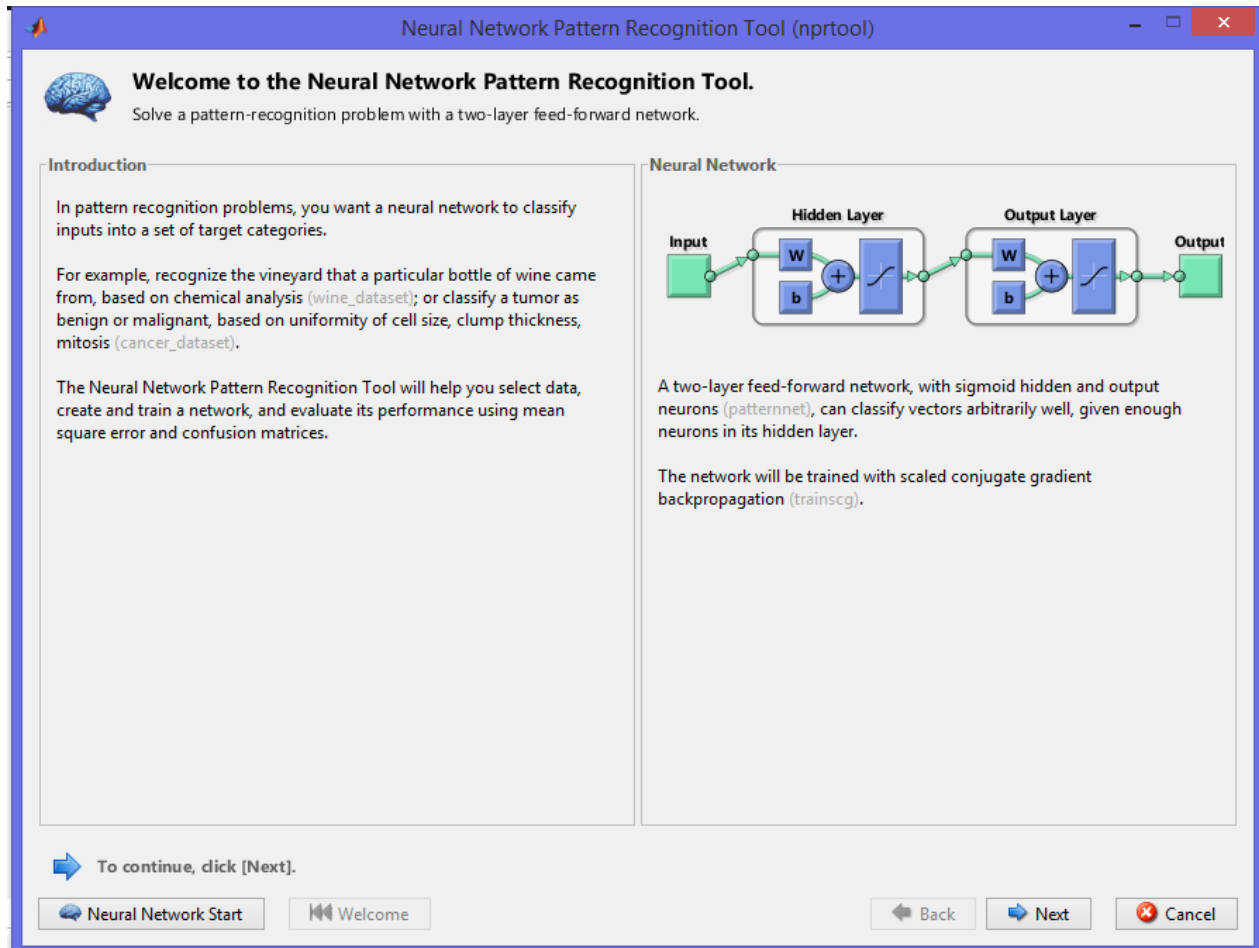 Neural Network Pattern Recognition Tool (nprtool)
Welcome to the Neural Network Pattern Recognition Tool.
Solve a pattern-recognition problem with a two-layer feed-forward network.
Introduction
In pattern recognition problems, you want a neural network to classify
inputs into a set of target categories.
For example, recognize the vineyard that a particular bottle of wine came
from, based on chemical analysis (wine_dataset); or classify a tumor as
benign or malignant, based on uniformity of cell size, clump thickness,
mitosis (cancer_dataset).
The Neural Network Pattern Recognition Tool will help you select data,
create and train a network, and evaluate its performance using mean
square error and confusion matrices.
Neural Network
Hidden Layer
Output Layer
Input
Output
W
b
+
W
b
+
A two-layer feed-forward network, with sigmoid hidden and output
neurons (patternnet), can classify vectors arbitrarily well, given enough
neurons in its hidden layer.
The network will be trained with scaled conjugate gradient
backpropagation (trainscg).
To continue, click [Next].
Neural Network Start
Welcome
Back
Next
Cancel